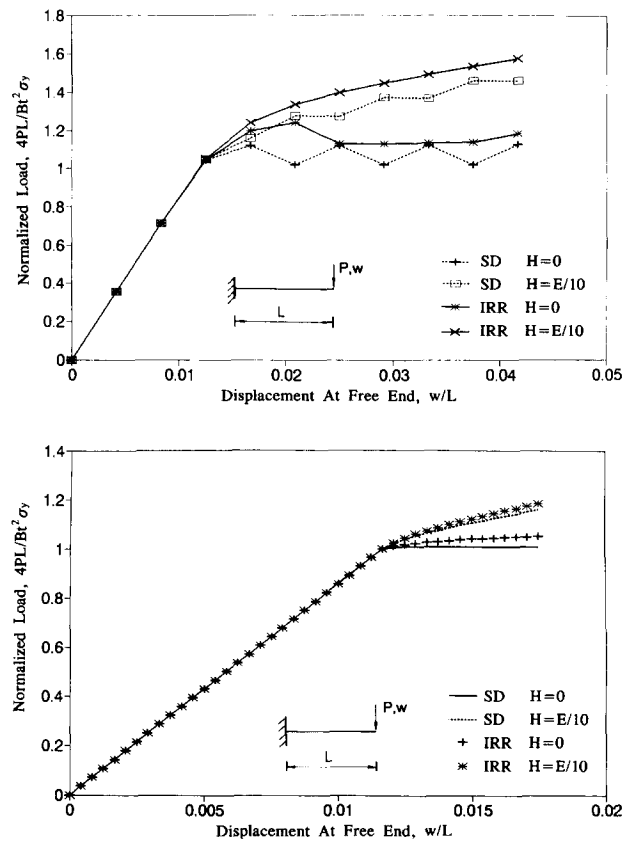 1.8
1.6
1.4
1.2
1
0.8
0.6
0.4
0.2
0
Normalized Load, 4PL/Bt²σy
P,w
L
SD H=0
SD H=E/10
IRR H=0
IRR H=E/10
0 0.01 0.02 0.03 0.04 0.05
Displacement At Free End, w/L
1.4
1.2
1.0
0.8
0.6
0.4
0.2
0
Normalized Load, 4PL/Bt²σy
P,w
L
SD H=0
SD H=E/10
IRR H=0
IRR H=E/10
0 0.005 0.01 0.015 0.02
Displacement At Free End, w/L